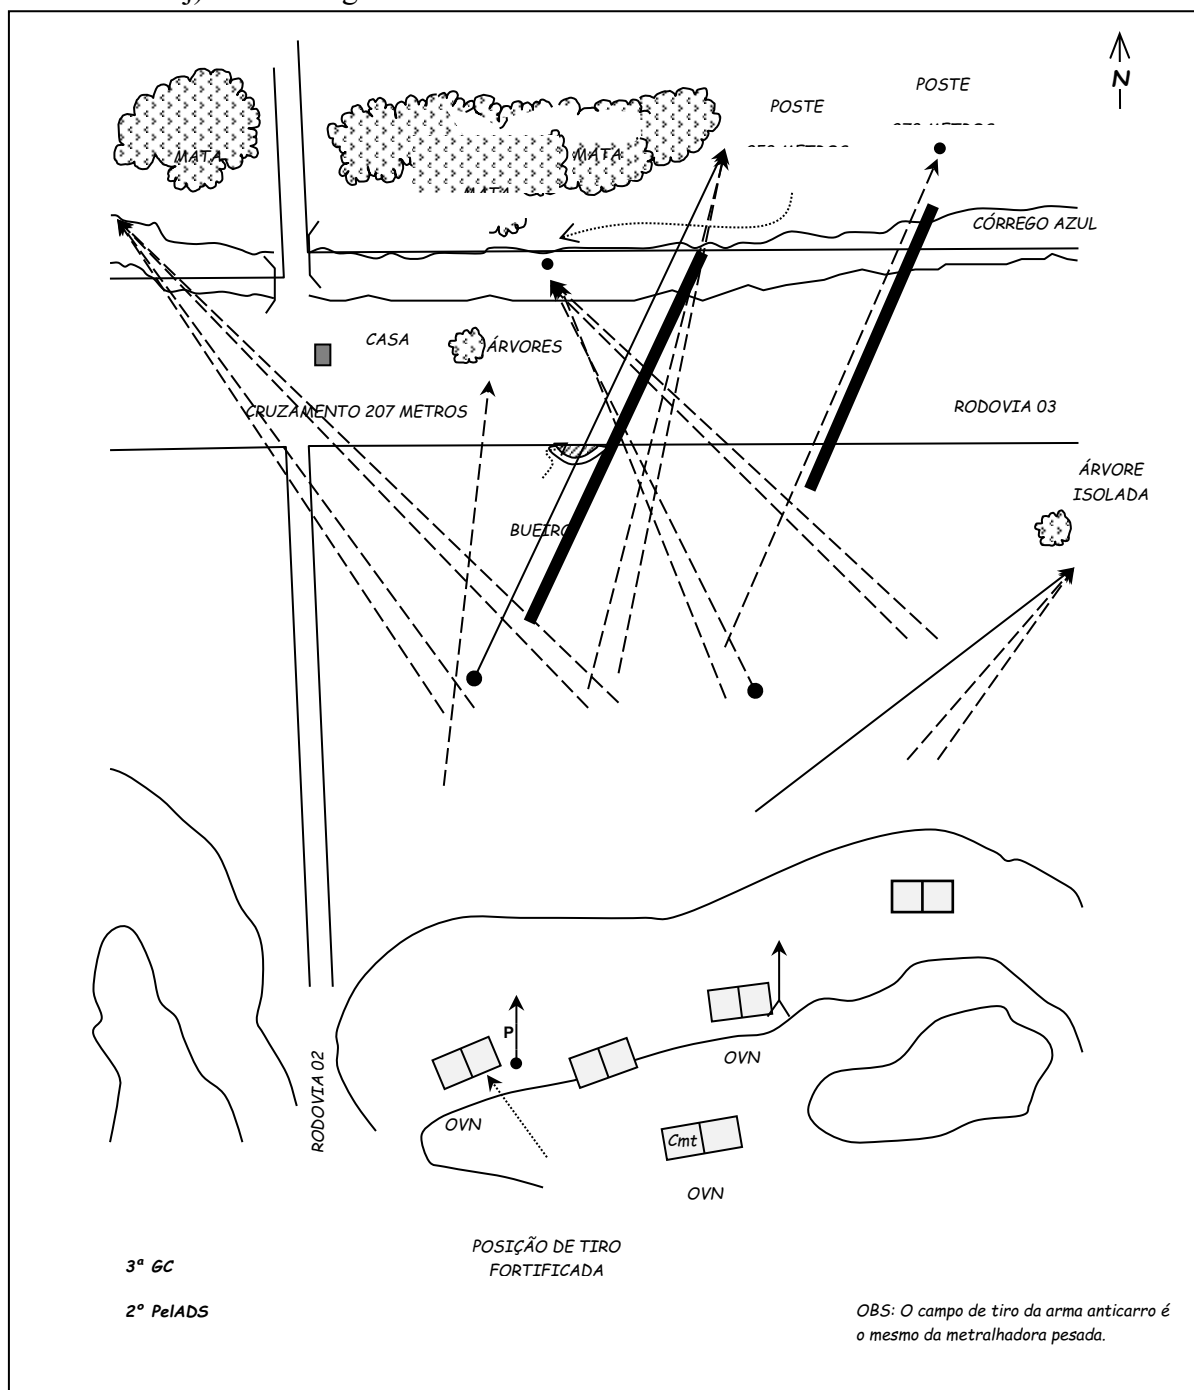 POSTE
POSTE
N
MATA
MATA
MATA
CÓRREGO AZUL
CASA
ÁRVORES
CRUZAMENTO 207 METROS
RODOVIA 03
ÁRVORE
ISOLADA
BUEIRO
P
OVN
OVN
RODOVIA 02
Cmt
OVN
POSIÇÃO DE TIRO
FORTIFICADA
3ª GC
2º PelADS
OBS: O campo de tiro da arma anticarro é
o mesmo da metralhadora pesada.